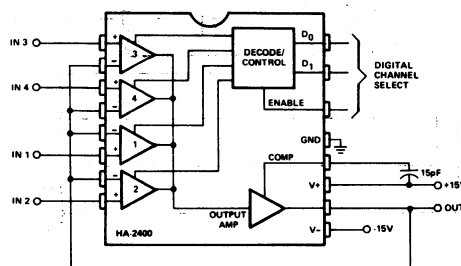 IN 3
+
−
3
DECODE/
CONTROL
D0
D1
DIGITAL
CHANNEL
SELECT
IN 4
+
−
4
ENABLE
GND
−
IN 1
+
1
COMP
15pF
−
IN 2
+
2
V+
+15V
OUTPUT
AMP
OUT
HA-2400
V−
-15V